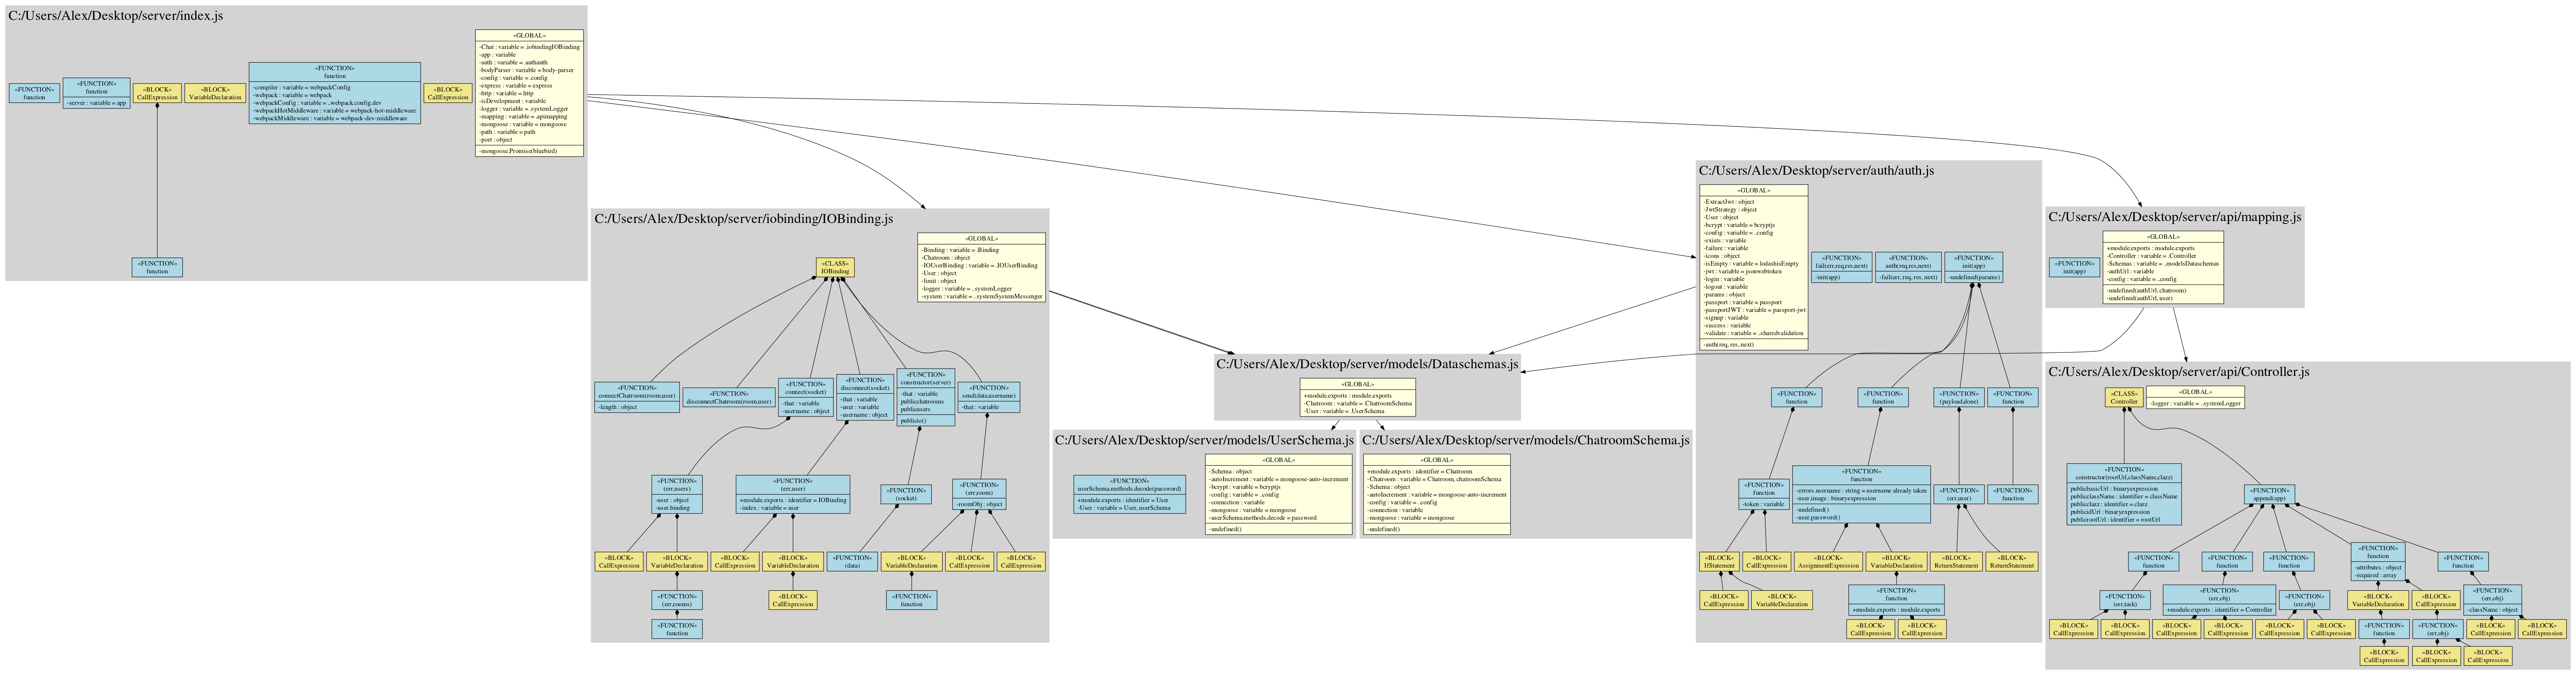 C:/Users/Alex/Desktop/server/index.js
«FUNCTION»
function
«FUNCTION»
function
-server : variable = app
«BLOCK»
CallExpression
«BLOCK»
VariableDeclaration
«FUNCTION»
function
-compiler : variable = webpackConfig
-webpack : variable = webpack
-webpackConfig : variable = ..webpack.config.dev
-webpackHotMiddleware : variable = webpack-hot-middleware
-webpackMiddleware : variable = webpack-dev-middleware
«BLOCK»
CallExpression
«GLOBAL»
-Chat : variable = .iobindingIOBinding
-app : variable
-auth : variable = .authauth
-bodyParser : variable = body-parser
-config : variable = .config
-express : variable = express
-http : variable = http
-isDevelopment : variable
-logger : variable = .systemLogger
-mapping : variable = .apimapping
-mongoose : variable = mongoose
-path : variable = path
-port : object
-mongoose.Promise(bluebird)
«FUNCTION»
function
C:/Users/Alex/Desktop/server/iobinding/IOBinding.js
«GLOBAL»
-Binding : variable = .Binding
-Chatroom : object
-IOUserBinding : variable = .IOUserBinding
-User : object
-limit : object
-logger : variable = ..systemLogger
-system : variable = ..systemSystemMessenger
«CLASS»
IOBinding
«FUNCTION»
connectChatroom(room,user)
-length : object
«FUNCTION»
disconnectChatroom(room,user)
«FUNCTION»
connect(socket)
-that : variable
-username : object
«FUNCTION»
disconnect(socket)
-that : variable
-user : variable
-username : object
«FUNCTION»
constructor(server)
-that : variable
publicchatrooms
publicusers
publicio()
«FUNCTION»
send(data,username)
-that : variable
«FUNCTION»
(err,users)
-user : object
-user.binding
«FUNCTION»
(err,user)
+module.exports : identifier = IOBinding
-index : variable = user
«FUNCTION»
(socket)
«FUNCTION»
(err,room)
-roomObj : object
«BLOCK»
CallExpression
«BLOCK»
VariableDeclaration
«BLOCK»
CallExpression
«BLOCK»
VariableDeclaration
«FUNCTION»
(data)
«BLOCK»
VariableDeclaration
«BLOCK»
CallExpression
«BLOCK»
CallExpression
«FUNCTION»
(err,rooms)
«BLOCK»
CallExpression
«FUNCTION»
function
«FUNCTION»
function
C:/Users/Alex/Desktop/server/models/Dataschemas.js
«GLOBAL»
+module.exports : module.exports
-Chatroom : variable = .ChatroomSchema
-User : variable = .UserSchema
C:/Users/Alex/Desktop/server/models/UserSchema.js
«FUNCTION»
userSchema.methods.decode(password)
+module.exports : identifier = User
-User : variable = User, userSchema
«GLOBAL»
-Schema : object
-autoIncrement : variable = mongoose-auto-increment
-bcrypt : variable = bcryptjs
-config : variable = ..config
-connection : variable
-mongoose : variable = mongoose
-userSchema.methods.decode = password
-undefined()
C:/Users/Alex/Desktop/server/models/ChatroomSchema.js
«GLOBAL»
+module.exports : identifier = Chatroom
-Chatroom : variable = Chatroom, chatroomSchema
-Schema : object
-autoIncrement : variable = mongoose-auto-increment
-config : variable = ..config
-connection : variable
-mongoose : variable = mongoose
-undefined()
C:/Users/Alex/Desktop/server/auth/auth.js
«GLOBAL»
-ExtractJwt : object
-JwtStrategy : object
-User : object
-bcrypt : variable = bcryptjs
-config : variable = ..config
-exists : variable
-failure : variable
-icons : object
-isEmpty : variable = lodashisEmpty
-jwt : variable = jsonwebtoken
-login : variable
-logout : variable
-params : object
-passport : variable = passport
-passportJWT : variable = passport-jwt
-signup : variable
-success : variable
-validate : variable = ..sharedvalidation
-auth(req, res, next)
«FUNCTION»
fail(err,req,res,next)
-init(app)
«FUNCTION»
auth(req,res,next)
-fail(err, req, res, next)
«FUNCTION»
init(app)
-undefined(params)
«FUNCTION»
function
«FUNCTION»
function
«FUNCTION»
(payload,done)
«FUNCTION»
function
«FUNCTION»
function
-token : variable
«FUNCTION»
function
-errors.username : string = username already taken
-user.image : binaryexpression
-undefined()
-user.password()
«FUNCTION»
(err,user)
«FUNCTION»
function
«BLOCK»
IfStatement
«BLOCK»
CallExpression
«BLOCK»
AssignmentExpression
«BLOCK»
VariableDeclaration
«BLOCK»
ReturnStatement
«BLOCK»
ReturnStatement
«BLOCK»
CallExpression
«BLOCK»
VariableDeclaration
«FUNCTION»
function
+module.exports : module.exports
«BLOCK»
CallExpression
«BLOCK»
CallExpression
C:/Users/Alex/Desktop/server/api/mapping.js
«FUNCTION»
init(app)
«GLOBAL»
+module.exports : module.exports
-Controller : variable = .Controller
-Schemas : variable = ..modelsDataschemas
-authUrl : variable
-config : variable = ..config
-undefined(authUrl, chatroom)
-undefined(authUrl, user)
C:/Users/Alex/Desktop/server/api/Controller.js
«CLASS»
Controller
«GLOBAL»
-logger : variable = ..systemLogger
«FUNCTION»
constructor(rootUrl,className,clazz)
publicbasicUrl : binaryexpression
publicclassName : identifier = className
publicclazz : identifier = clazz
publicidUrl : binaryexpression
publicrootUrl : identifier = rootUrl
«FUNCTION»
append(app)
«FUNCTION»
function
«FUNCTION»
function
«FUNCTION»
function
«FUNCTION»
function
-attributes : object
-required : array
«FUNCTION»
function
«FUNCTION»
(err,task)
«FUNCTION»
(err,obj)
+module.exports : identifier = Controller
«FUNCTION»
(err,obj)
«BLOCK»
VariableDeclaration
«BLOCK»
CallExpression
«FUNCTION»
(err,obj)
-className : object
«BLOCK»
CallExpression
«BLOCK»
CallExpression
«BLOCK»
CallExpression
«BLOCK»
CallExpression
«BLOCK»
CallExpression
«BLOCK»
CallExpression
«FUNCTION»
function
«FUNCTION»
(err,obj)
«BLOCK»
CallExpression
«BLOCK»
CallExpression
«BLOCK»
CallExpression
«BLOCK»
CallExpression
«BLOCK»
CallExpression